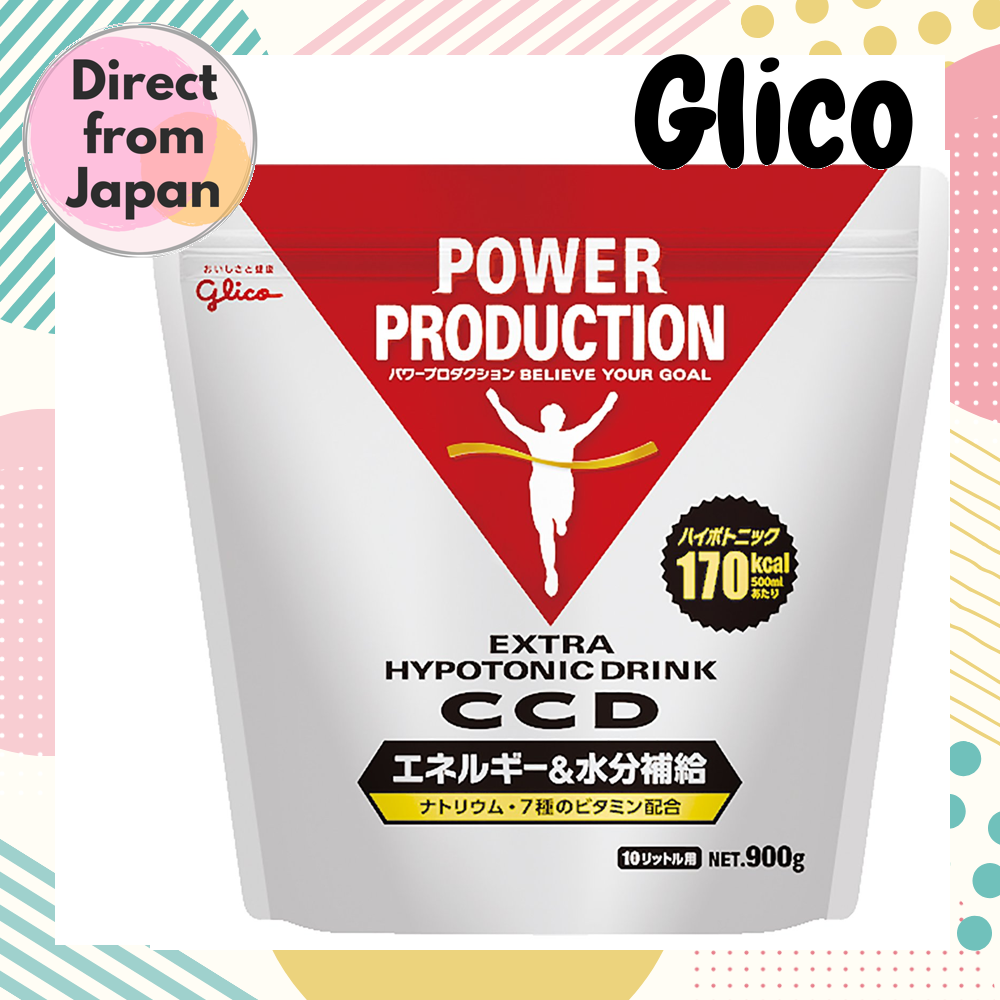 Direct
from
Japan
Glico
おいしさと健康
Glico
POWER
PRODUCTION
パワープロダクション BELIEVE YOUR GOAL
ハイポトニック
170kcal
500ml
あたり
EXTRA
HYPOTONIC DRINK
CCD
エネルギー&水分補給
ナトリウム・7種のビタミン配合
10リットル用 NET.900g